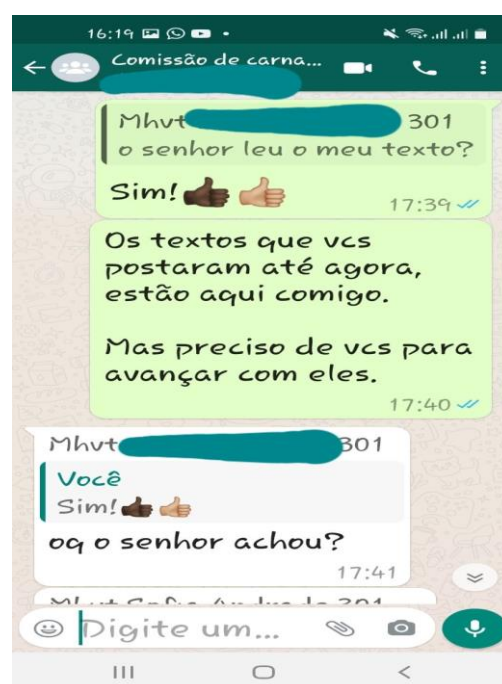 16:19
Comissão de carna...
Mhvt 301
o senhor leu o meu texto?
Sim!👍🏿👍🏼
17:39
Os textos que vcs
postaram até agora,
estão aqui comigo.
Mas preciso de vcs para
avançar com eles.
17:40
Mhvt 301
Você
Sim!👍🏿👍🏼
oq o senhor achou?
17:41
Digite um...